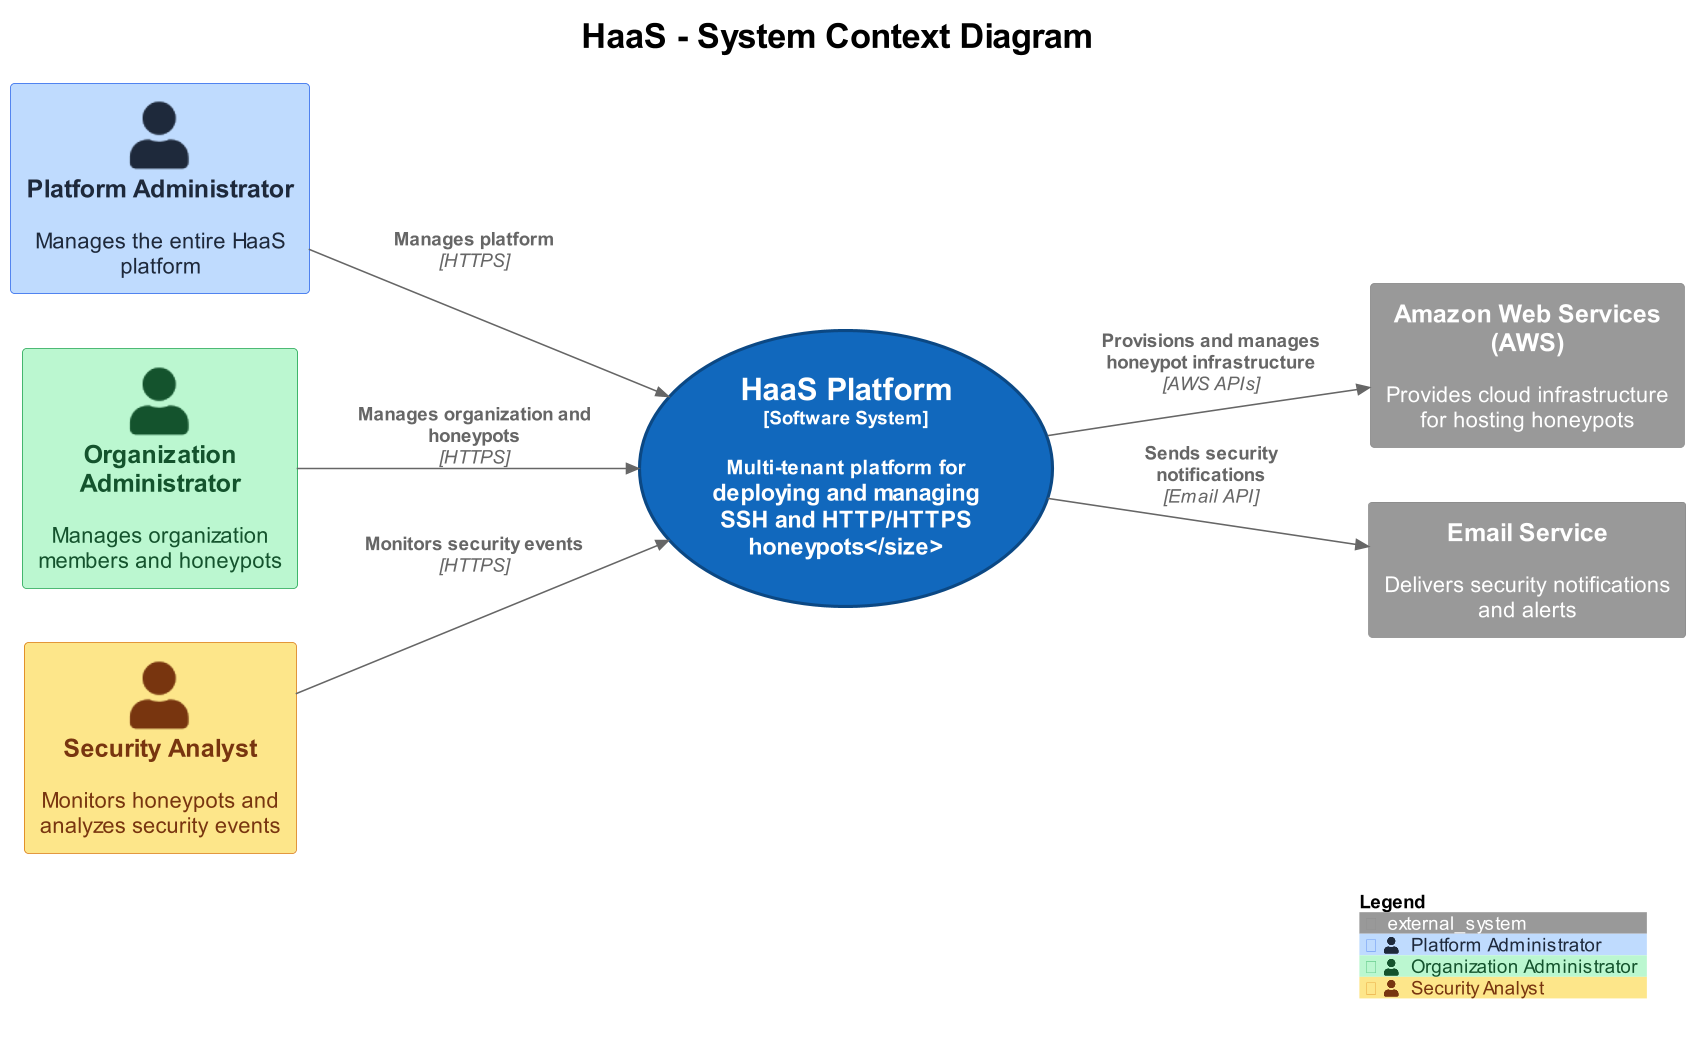 HaaS - System Context Diagram
Platform Administrator
Manages the entire HaaS
platform
Manages platform
[HTTPS]
Organization
Administrator
Manages organization
members and honeypots
Manages organization and
honeypots
[HTTPS]
Security Analyst
Monitors honeypots and
analyzes security events
Monitors security events
[HTTPS]
HaaS Platform
[Software System]
Multi-tenant platform for
deploying and managing
SSH and HTTP/HTTPS
honeypots</size>
Provisions and manages
honeypot infrastructure
[AWS APIs]
Amazon Web Services
(AWS)
Provides cloud infrastructure
for hosting honeypots
Sends security
notifications
[Email API]
Email Service
Delivers security notifications
and alerts
Legend
external_system
Platform Administrator
Organization Administrator
Security Analyst